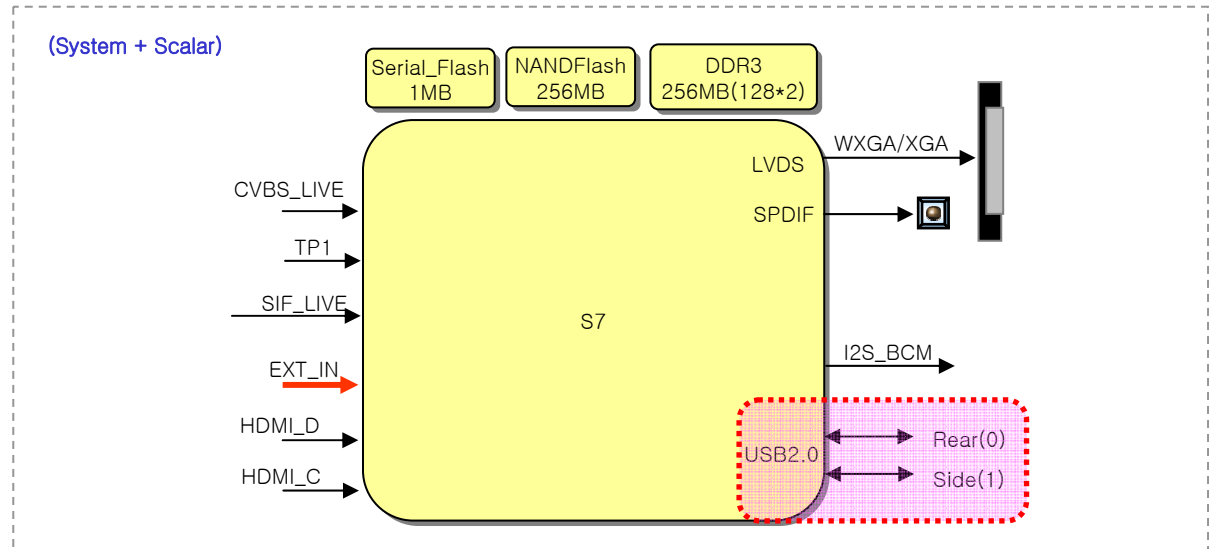 (System + Scalar)
Serial_Flash
1MB
NANDFlash
256MB
DDR3
256MB(128*2)
WXGA/XGA
LVDS
CVBS_LIVE
SPDIF
TP1
SIF_LIVE
S7
I2S_BCM
EXT_IN
HDMI_D
Rear(0)
USB2.0
HDMI_C
Side(1)